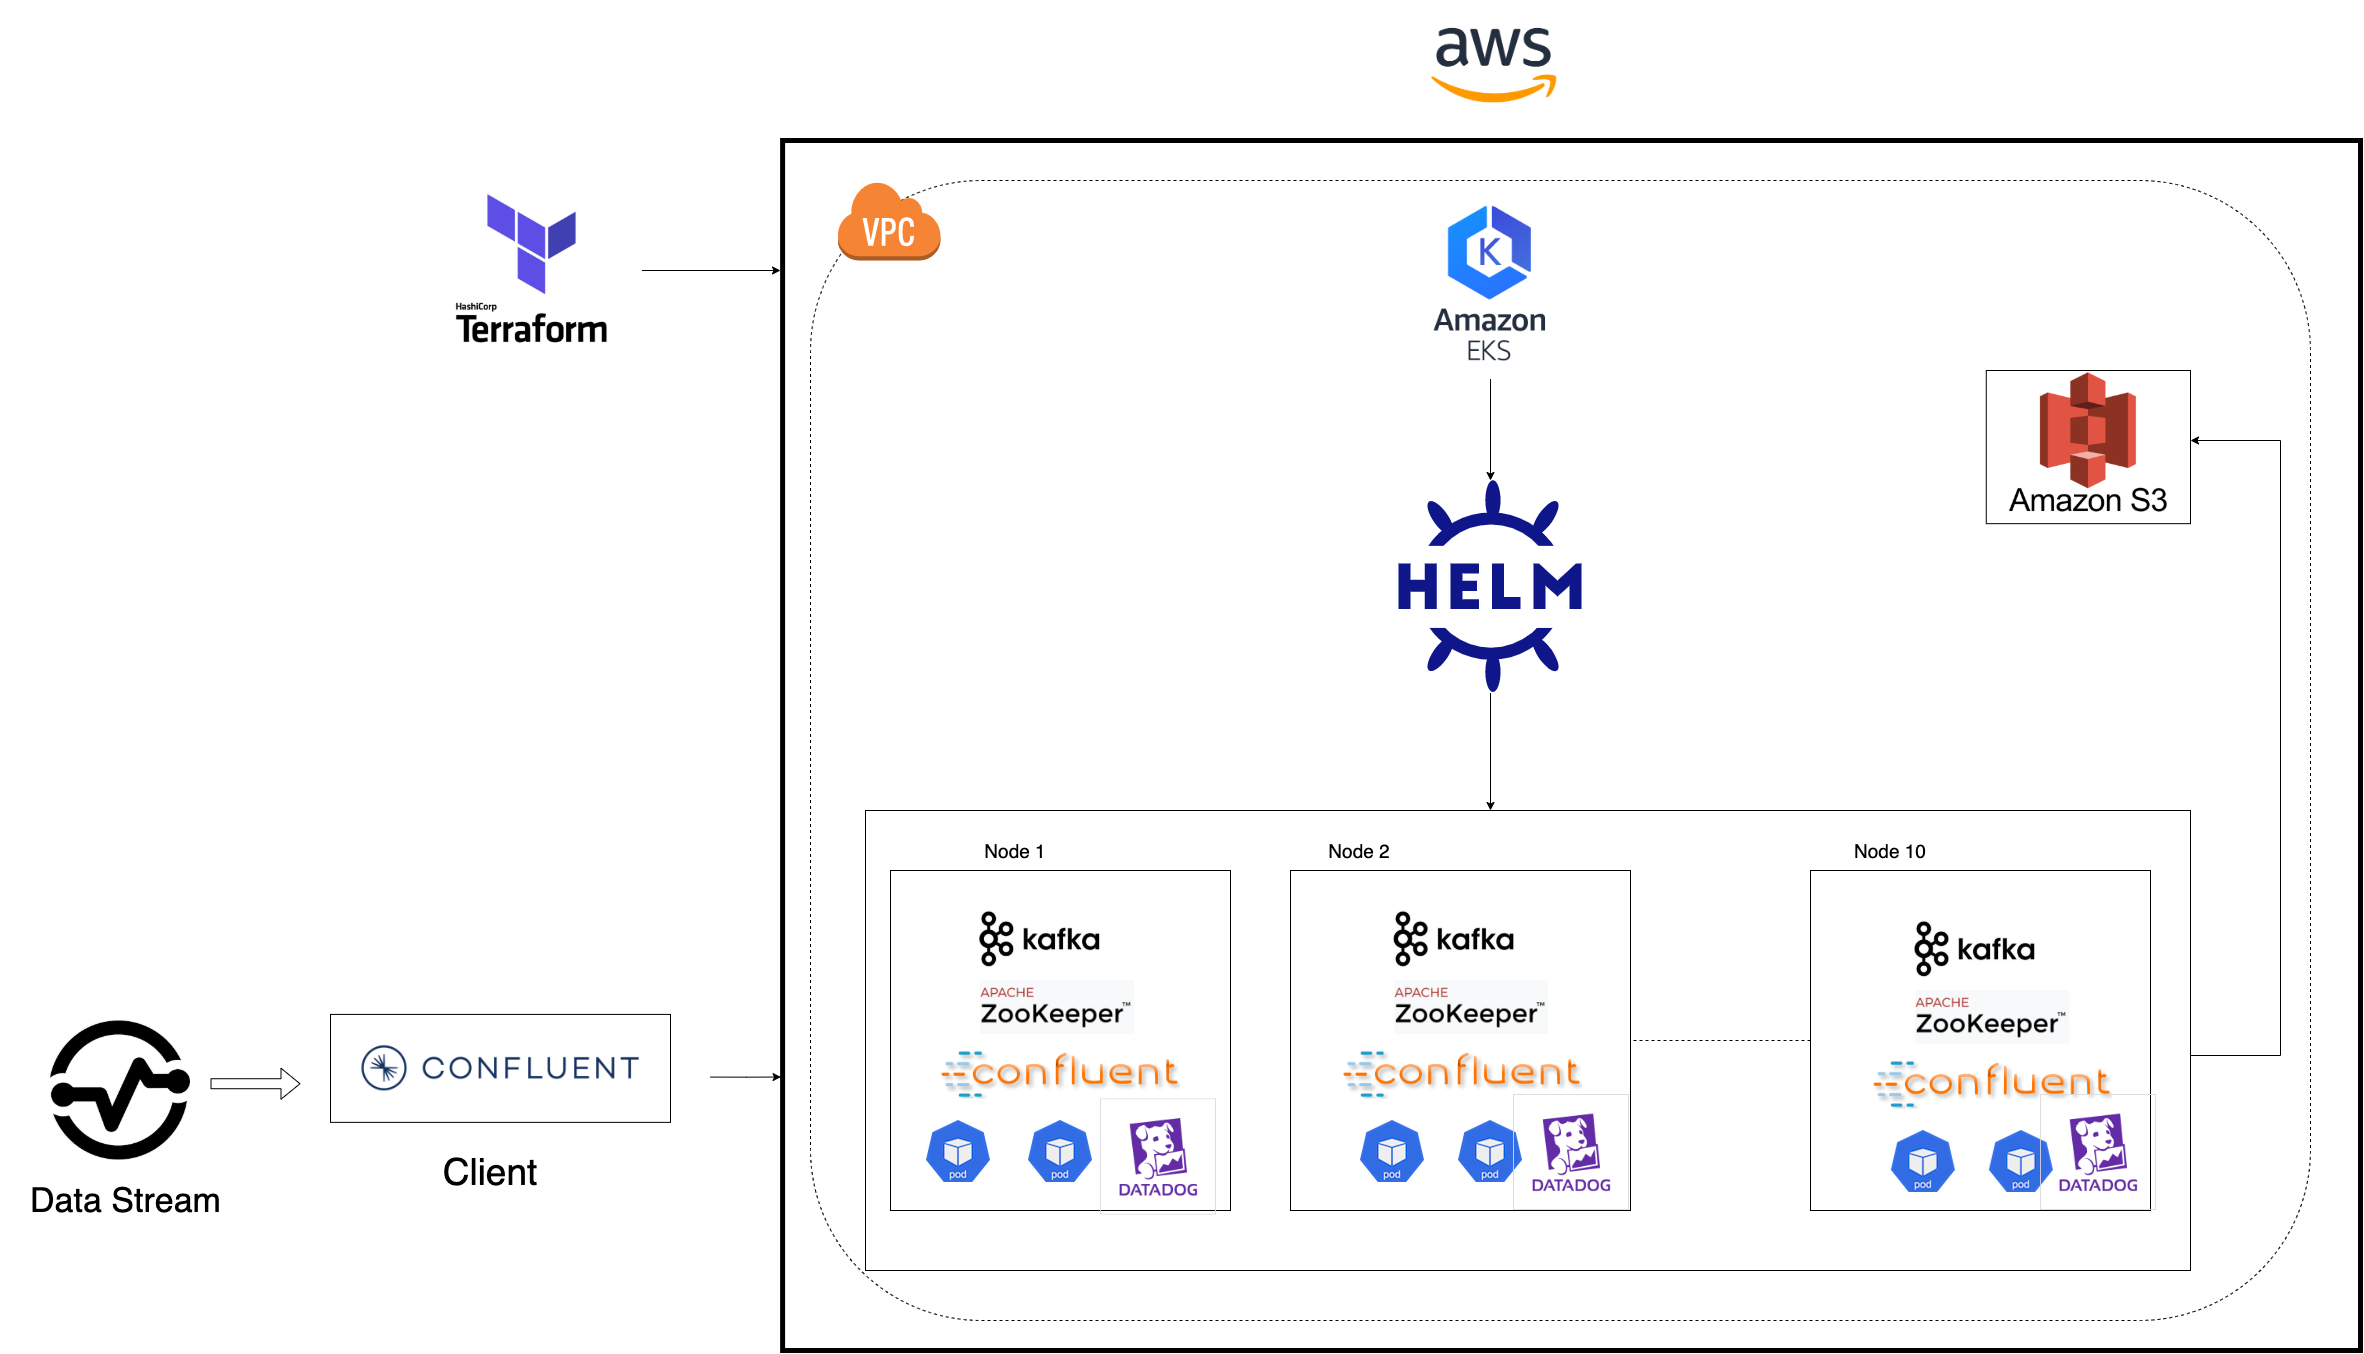 aws
VPC
HashiCorp
Terraform
Amazon
EKS
Amazon S3
HELM
Node 1
Node 2
Node 10
kafka
APACHE
ZooKeeper™
confluent
pod
pod
DATADOG
kafka
APACHE
ZooKeeper™
confluent
pod
pod
DATADOG
kafka
APACHE
ZooKeeper™
confluent
pod
pod
DATADOG
CONFLUENT
Client
Data Stream